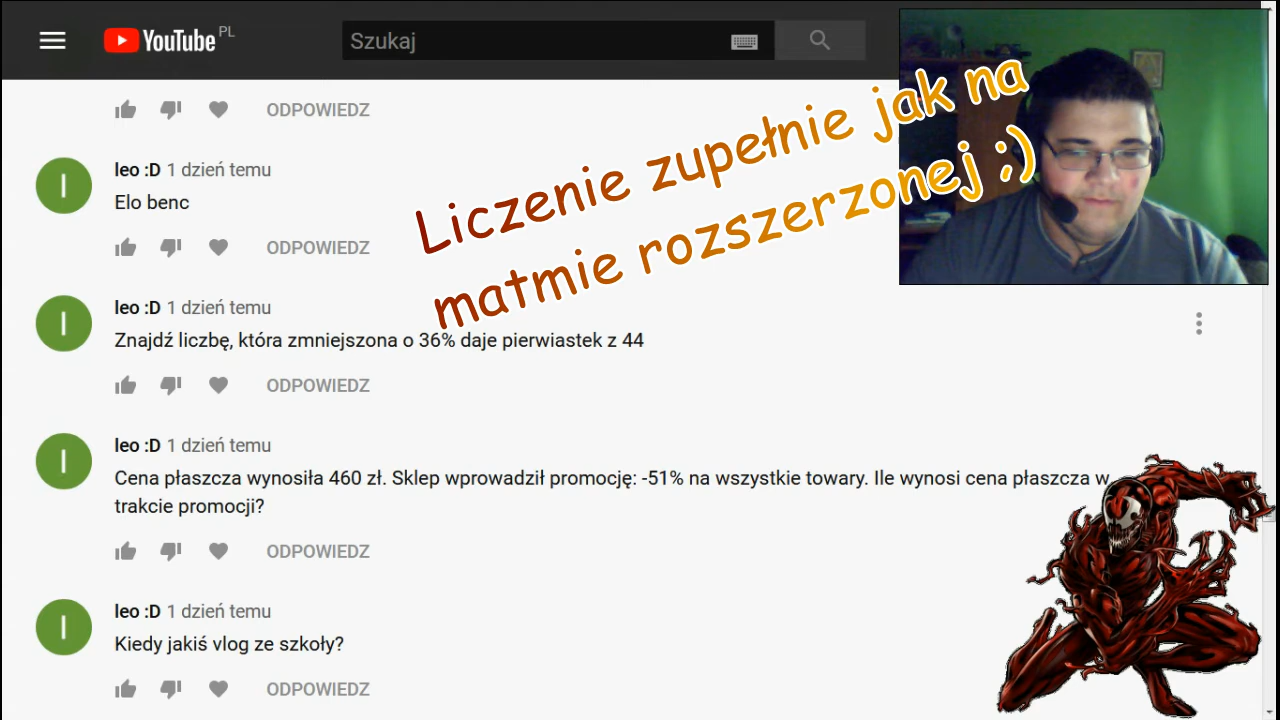 YouTube PL
Szukaj
ODPOWIEDZ
Liczenie zupełnie jak na
matmie rozszerzonej ;)
l
leo :D 1 dzień temu
Elo benc
ODPOWIEDZ
l
leo :D 1 dzień temu
Znajdź liczbę, która zmniejszona o 36% daje pierwiastek z 44
ODPOWIEDZ
l
leo :D 1 dzień temu
Cena płaszcza wynosiła 460 zł. Sklep wprowadził promocję: -51% na wszystkie towary. Ile wynosi cena płaszcza w
trakcie promocji?
ODPOWIEDZ
l
leo :D 1 dzień temu
Kiedy jakiś vlog ze szkoły?
ODPOWIEDZ